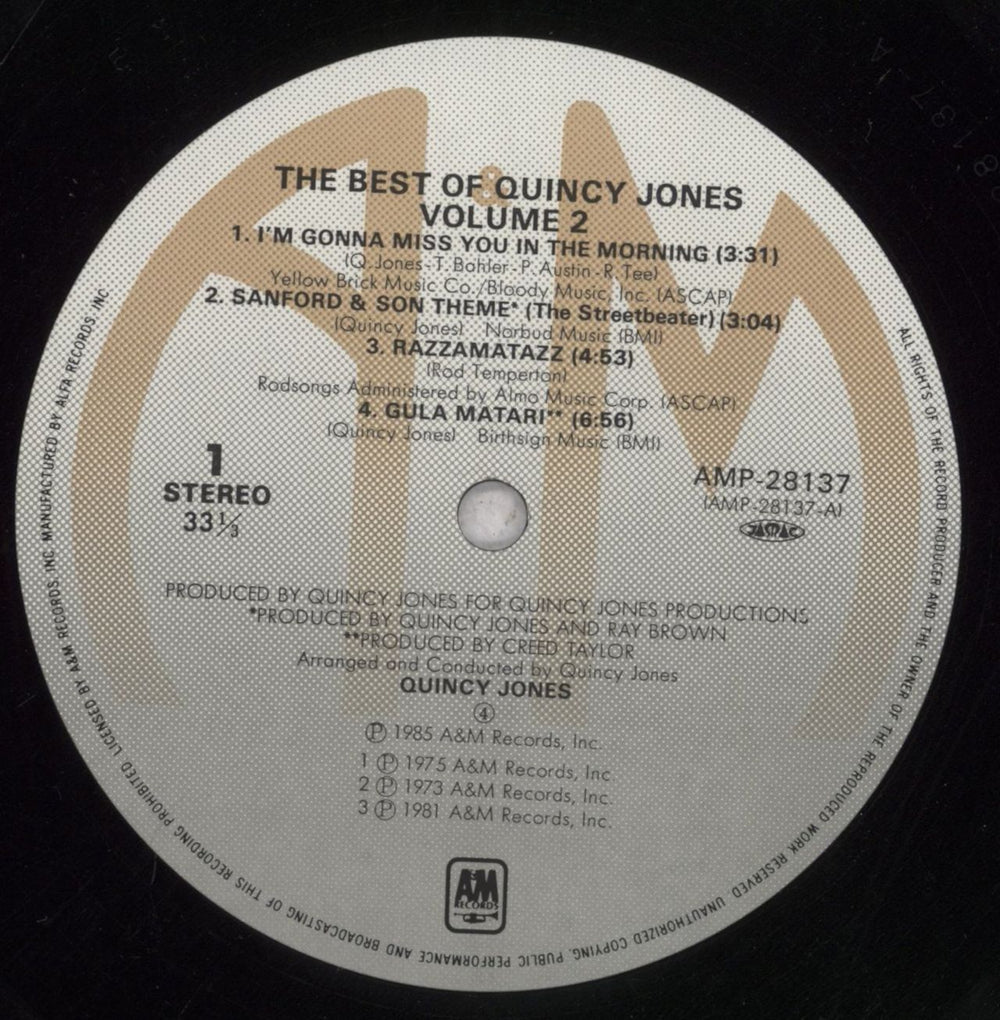 THE BEST OF QUINCY JONES
VOLUME 2
1. I'M GONNA MISS YOU IN THE MORNING (3:31)
(Q. Jones - T. Bahler - P. Austin - R. Tee)
Yellow Brick Music Co./Bloody Music, Inc. (ASCAP)
2. SANFORD & SON THEME* (The Streetbeater) (3:04)
(Quincy Jones) Norbud Music (BMI)
3. RAZZAMATAZZ (4:53)
(Rod Temperton)
Rodsongs Administered by Almo Music Corp. (ASCAP)
4. GULA MATARI** (6:56)
(Quincy Jones) Birthsign Music (BMI)
1
STEREO
33⅓
AMP-28137
(AMP-28137-A)
JASRAC
PRODUCED BY QUINCY JONES FOR QUINCY JONES PRODUCTIONS
*PRODUCED BY QUINCY JONES AND RAY BROWN
**PRODUCED BY CREED TAYLOR
Arranged and Conducted by Quincy Jones
QUINCY JONES
④
Ⓟ 1985 A&M Records, Inc.
1 Ⓟ 1975 A&M Records, Inc
2 Ⓟ 1973 A&M Records, Inc.
3 Ⓟ 1981 A&M Records, Inc.
A&M
RECORDS
ALL RIGHTS OF THE RECORD PRODUCER AND THE OWNER OF THE REPRODUCED WORK RESERVED. UNAUTHORIZED COPYING, PUBLIC PERFORMANCE AND BROADCASTING OF THIS RECORDING PROHIBITED LICENSED BY A&M RECORDS INC MANUFACTURED BY ALFA RECORDS, INC